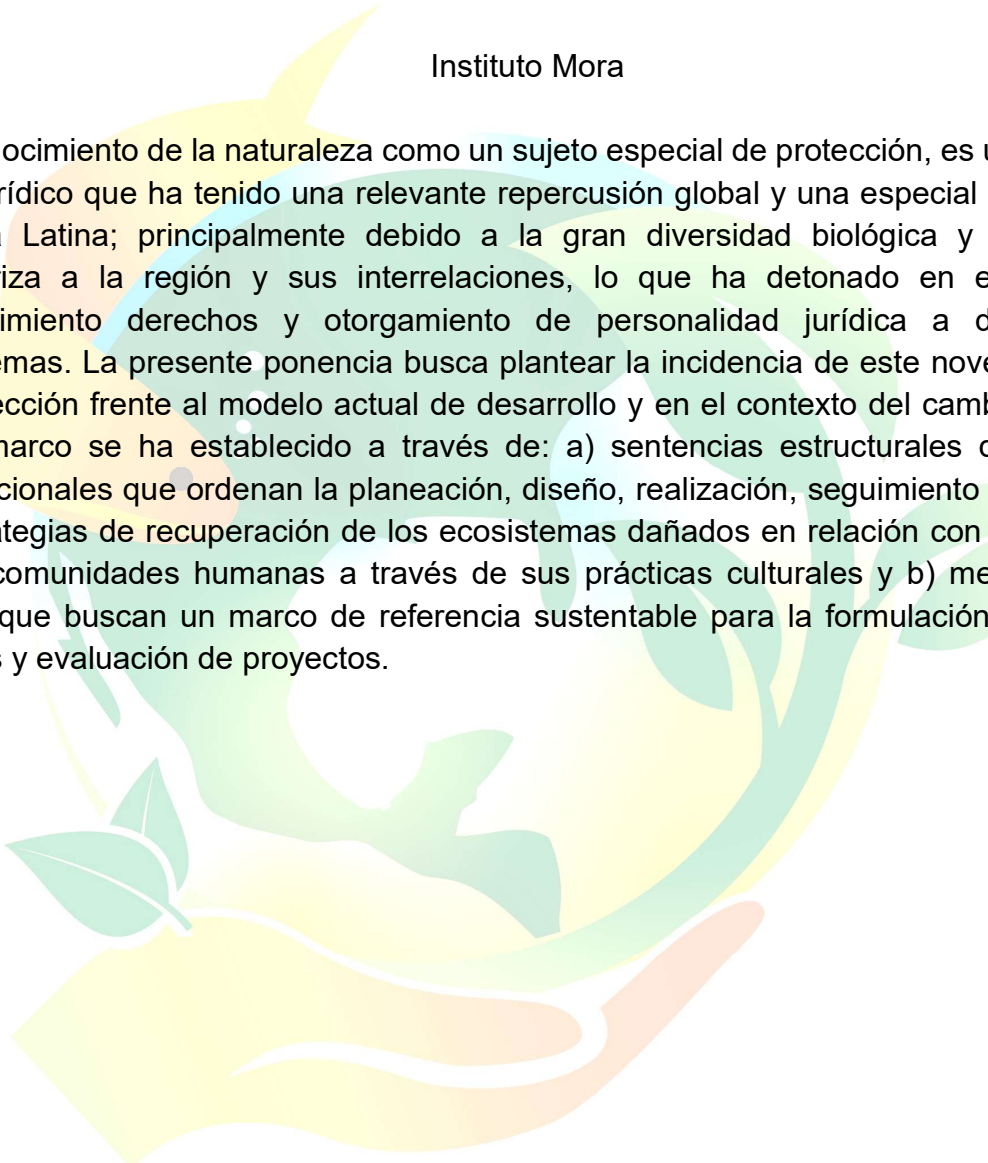 Instituto Mora
ocimiento de la naturaleza como un sujeto especial de protección, es
rídico que ha tenido una relevante repercusión global y una especial
Latina; principalmente debido a la gran diversidad biológica y
riza a la región y sus interrelaciones, lo que ha detonado en
imiento derechos y otorgamiento de personalidad jurídica a
emas. La presente ponencia busca plantear la incidencia de este
ección frente al modelo actual de desarrollo y en el contexto del
marco se ha establecido a través de: a) sentencias estructurales
cionales que ordenan la planeación, diseño, realización, seguimiento
ategias de recuperación de los ecosistemas dañados en relación con
comunidades humanas a través de sus prácticas culturales y b)
que buscan un marco de referencia sustentable para la formulación
s y evaluación de proyectos.